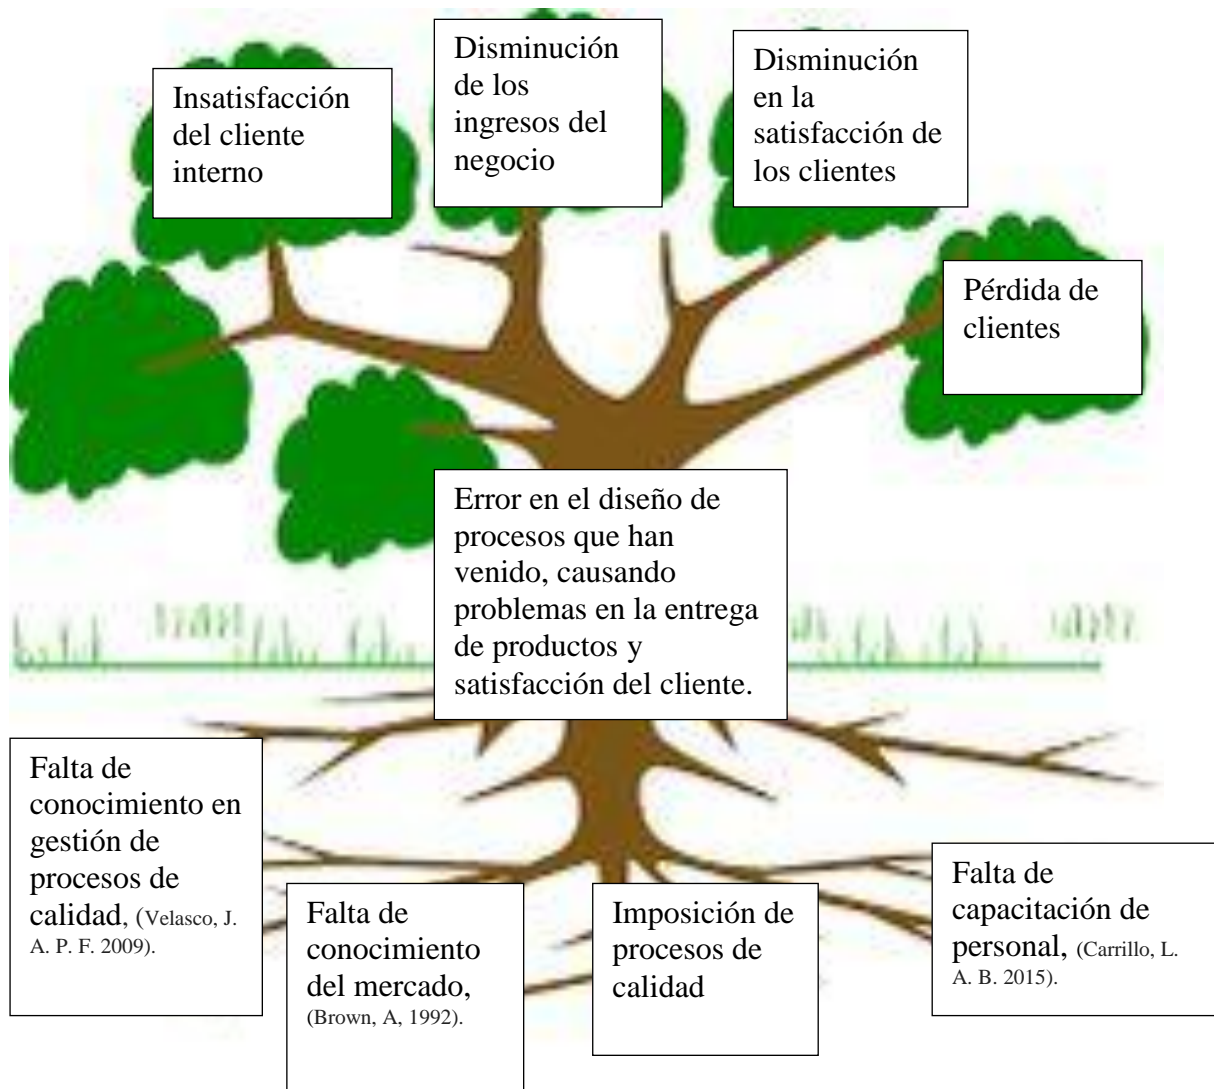 Insatisfacción
del cliente
interno
Disminución
de los
ingresos del
negocio
Disminución
en la
satisfacción de
los clientes
Pérdida de
clientes
Error en el diseño de
procesos que han
venido, causando
problemas en la entrega
de productos y
satisfacción del cliente.
Falta de
conocimiento en
gestión de
procesos de
calidad, (Velasco, J.
A. P. F. 2009).
Falta de
conocimiento
del mercado,
(Brown, A, 1992).
Imposición de
procesos de
calidad
Falta de
capacitación de
personal, (Carrillo, L.
A. B. 2015).